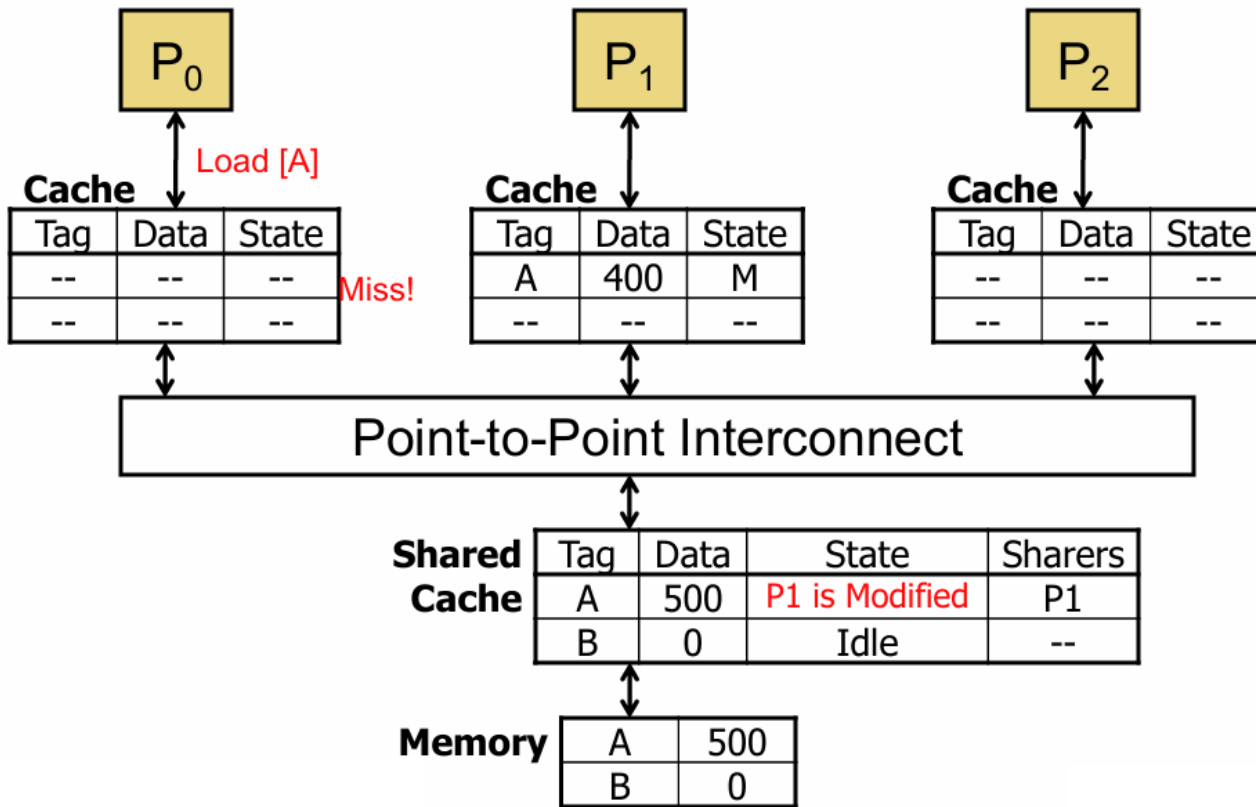 P0 P1 P2
Load [A]
Cache Cache Cache
Tag Data State Tag Data State Tag Data State
-- -- -- A 400 M -- -- --
Miss!
-- -- -- -- -- -- -- -- --
Point-to-Point Interconnect
Shared Tag Data State Sharers
Cache A 500 P1 is Modified P1
B 0 Idle --
Memory A 500
B 0